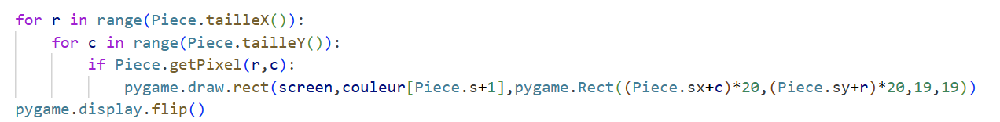 for r in range(Piece.tailleX()):
    for c in range(Piece.tailleY()):
        if Piece.getPixel(r,c):
            pygame.draw.rect(screen,couleur[Piece.s+1],pygame.Rect((Piece.sx+c)*20,(Piece.sy+r)*20,19,19))
pygame.display.flip()